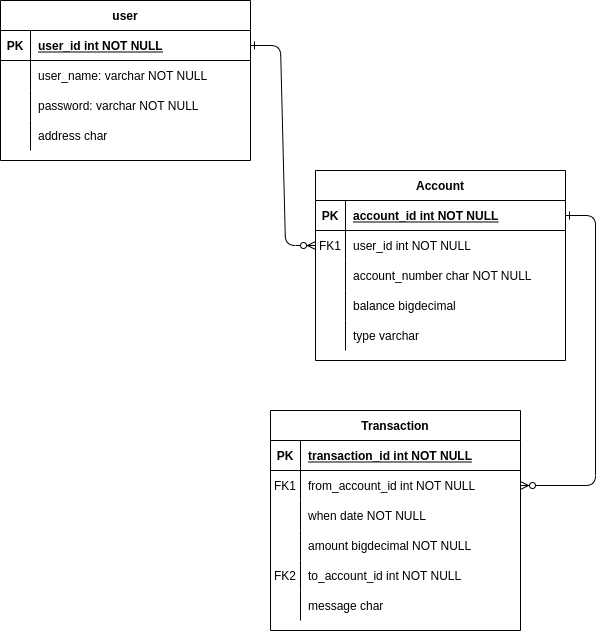 user
PK user_id int NOT NULL
user_name: varchar NOT NULL
password: varchar NOT NULL
address char
Account
PK account_id int NOT NULL
FK1 user_id int NOT NULL
account_number char NOT NULL
balance bigdecimal
type varchar
Transaction
PK transaction_id int NOT NULL
FK1 from_account_id int NOT NULL
when date NOT NULL
amount bigdecimal NOT NULL
FK2 to_account_id int NOT NULL
message char